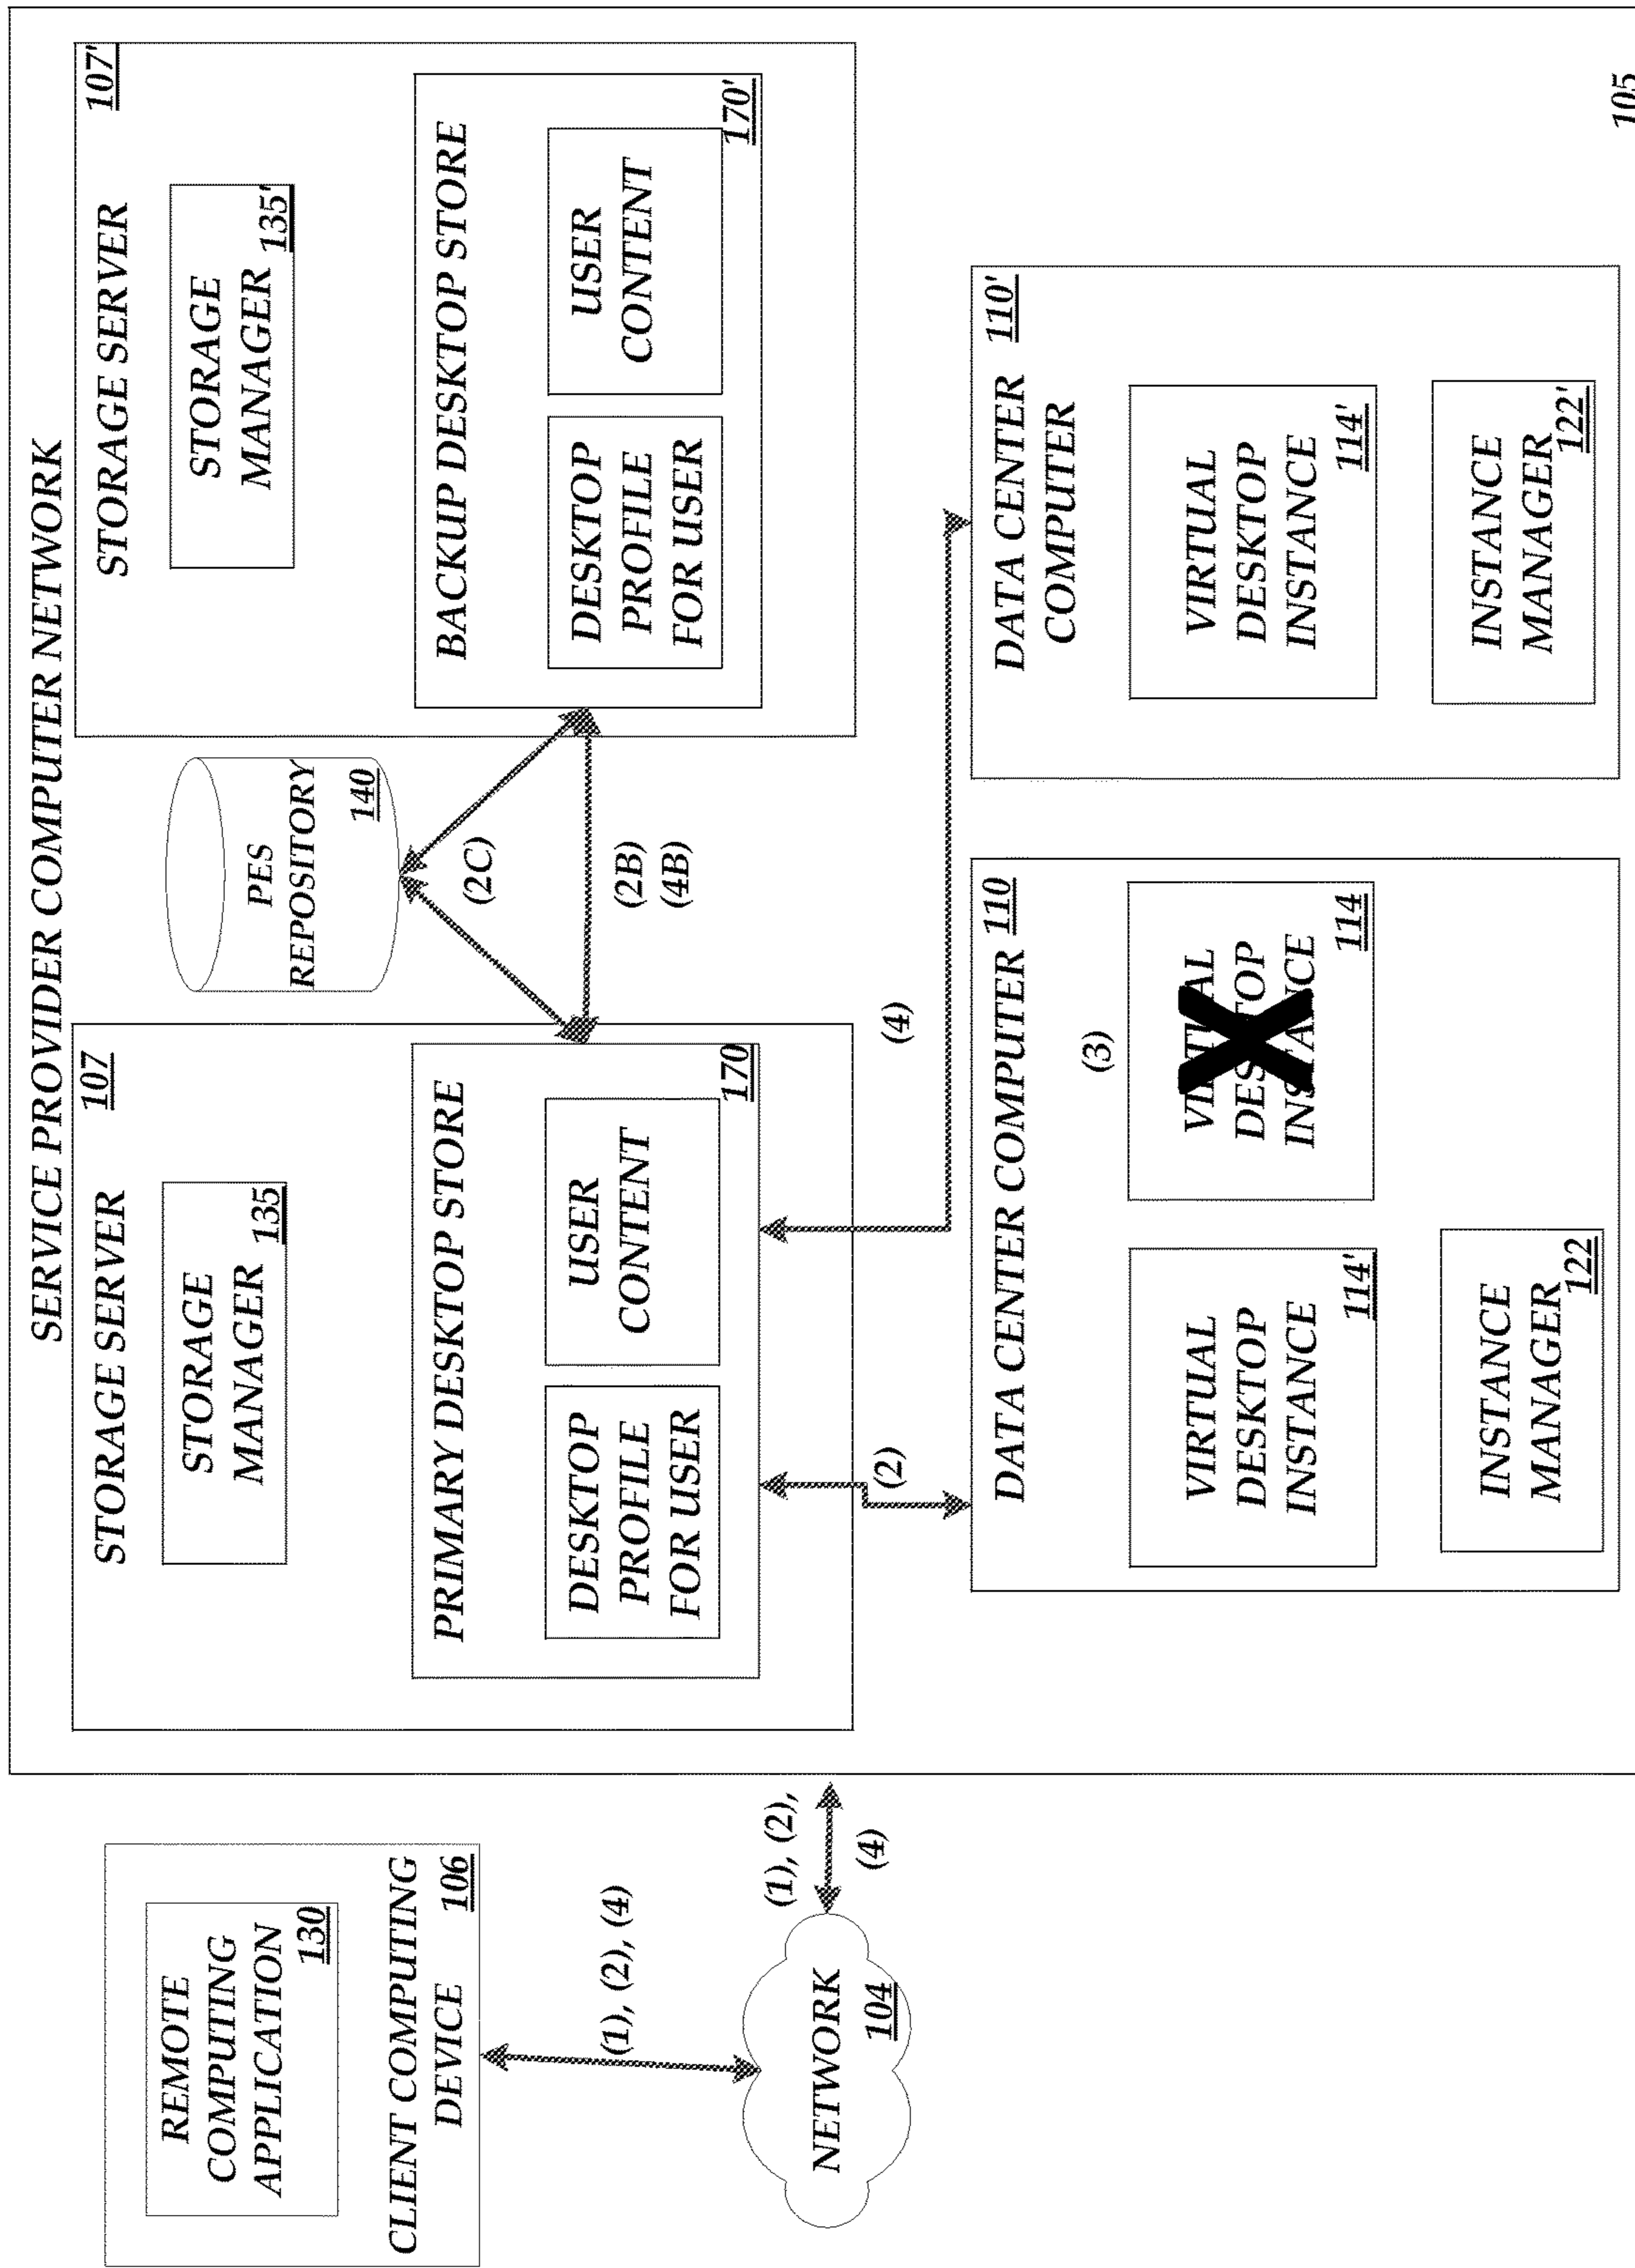 SERVICE PROVIDER COMPUTER NETWORK
REMOTE
COMPUTING
APPLICATION
130
CLIENT COMPUTING
DEVICE
106
(1), (2), (4)
NETWORK
104
(1), (2),
(4)
STORAGE SERVER
107
STORAGE
MANAGER
135
PRIMARY DESKTOP STORE
DESKTOP
PROFILE
FOR USER
USER
CONTENT
170
PES
REPOSITORY
140
(2C)
(2B)
(4B)
STORAGE SERVER
107'
STORAGE
MANAGER
135'
BACKUP DESKTOP STORE
DESKTOP
PROFILE
FOR USER
USER
CONTENT
170'
(2)
(4)
DATA CENTER COMPUTER
110
VIRTUAL
DESKTOP
INSTANCE
114'
(3)
VIRTUAL
DESKTOP
INSTANCE
114
INSTANCE
MANAGER
122
DATA CENTER
COMPUTER
110'
VIRTUAL
DESKTOP
INSTANCE
114'
INSTANCE
MANAGER
122'
105